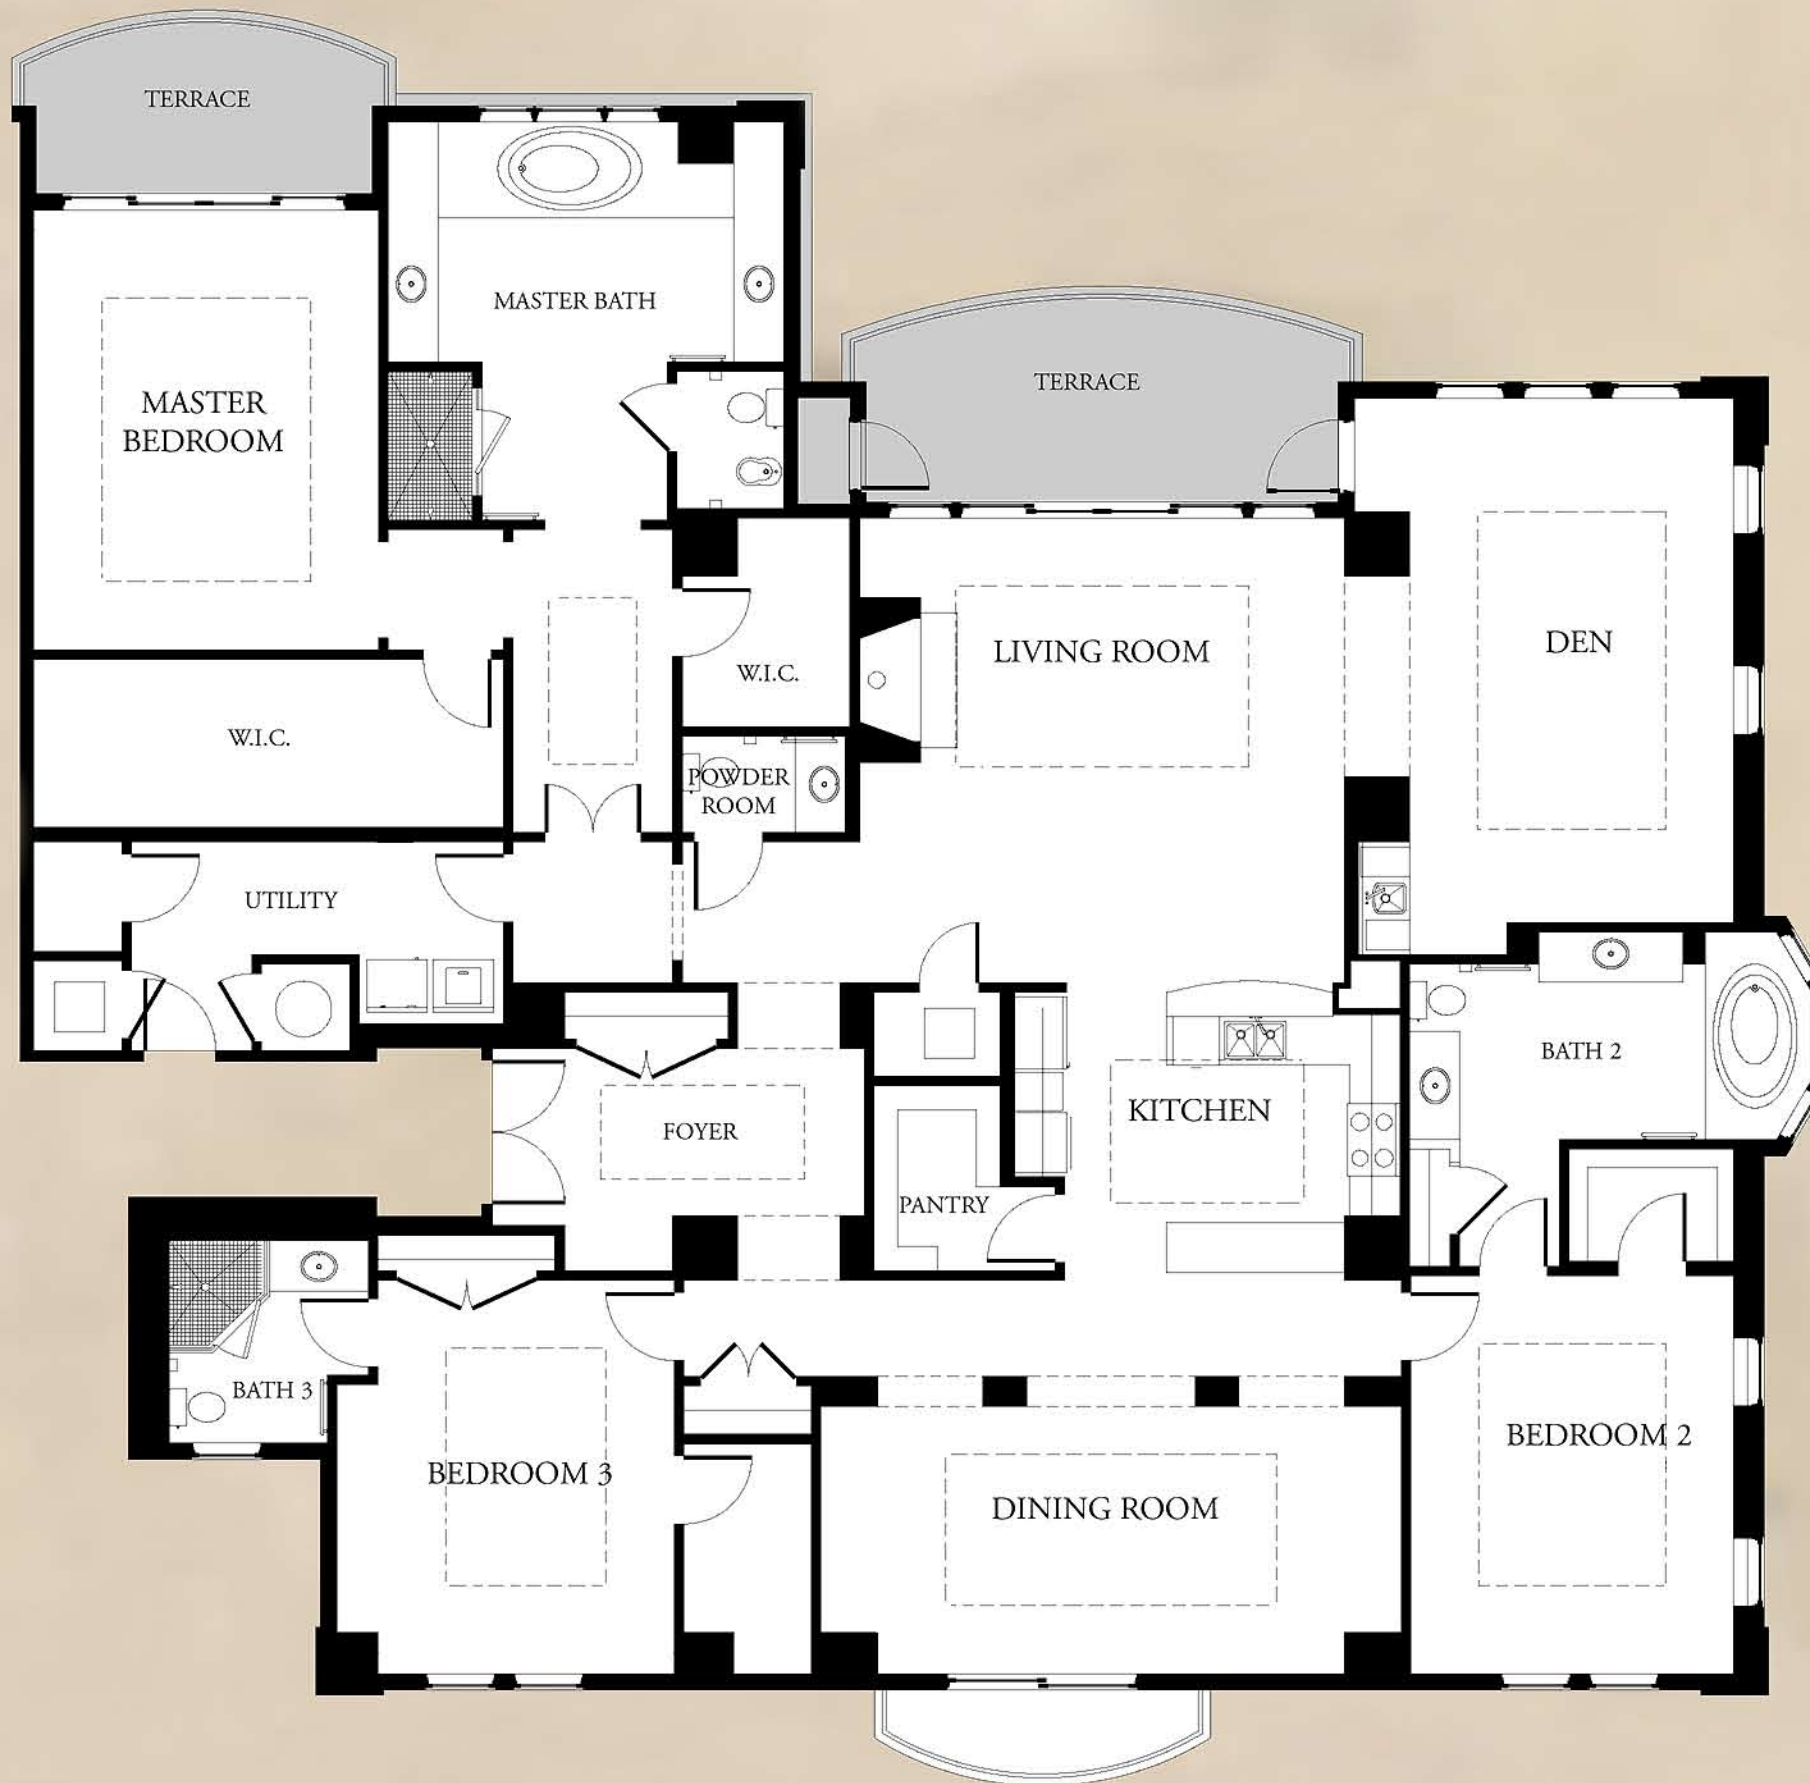 TERRACE
MASTER BATH
TERRACE
MASTER
BEDROOM
LIVING ROOM
DEN
W.I.C.
W.I.C.
POWDER
ROOM
UTILITY
BATH 2
KITCHEN
FOYER
PANTRY
BATH 3
BEDROOM 2
BEDROOM 3
DINING ROOM